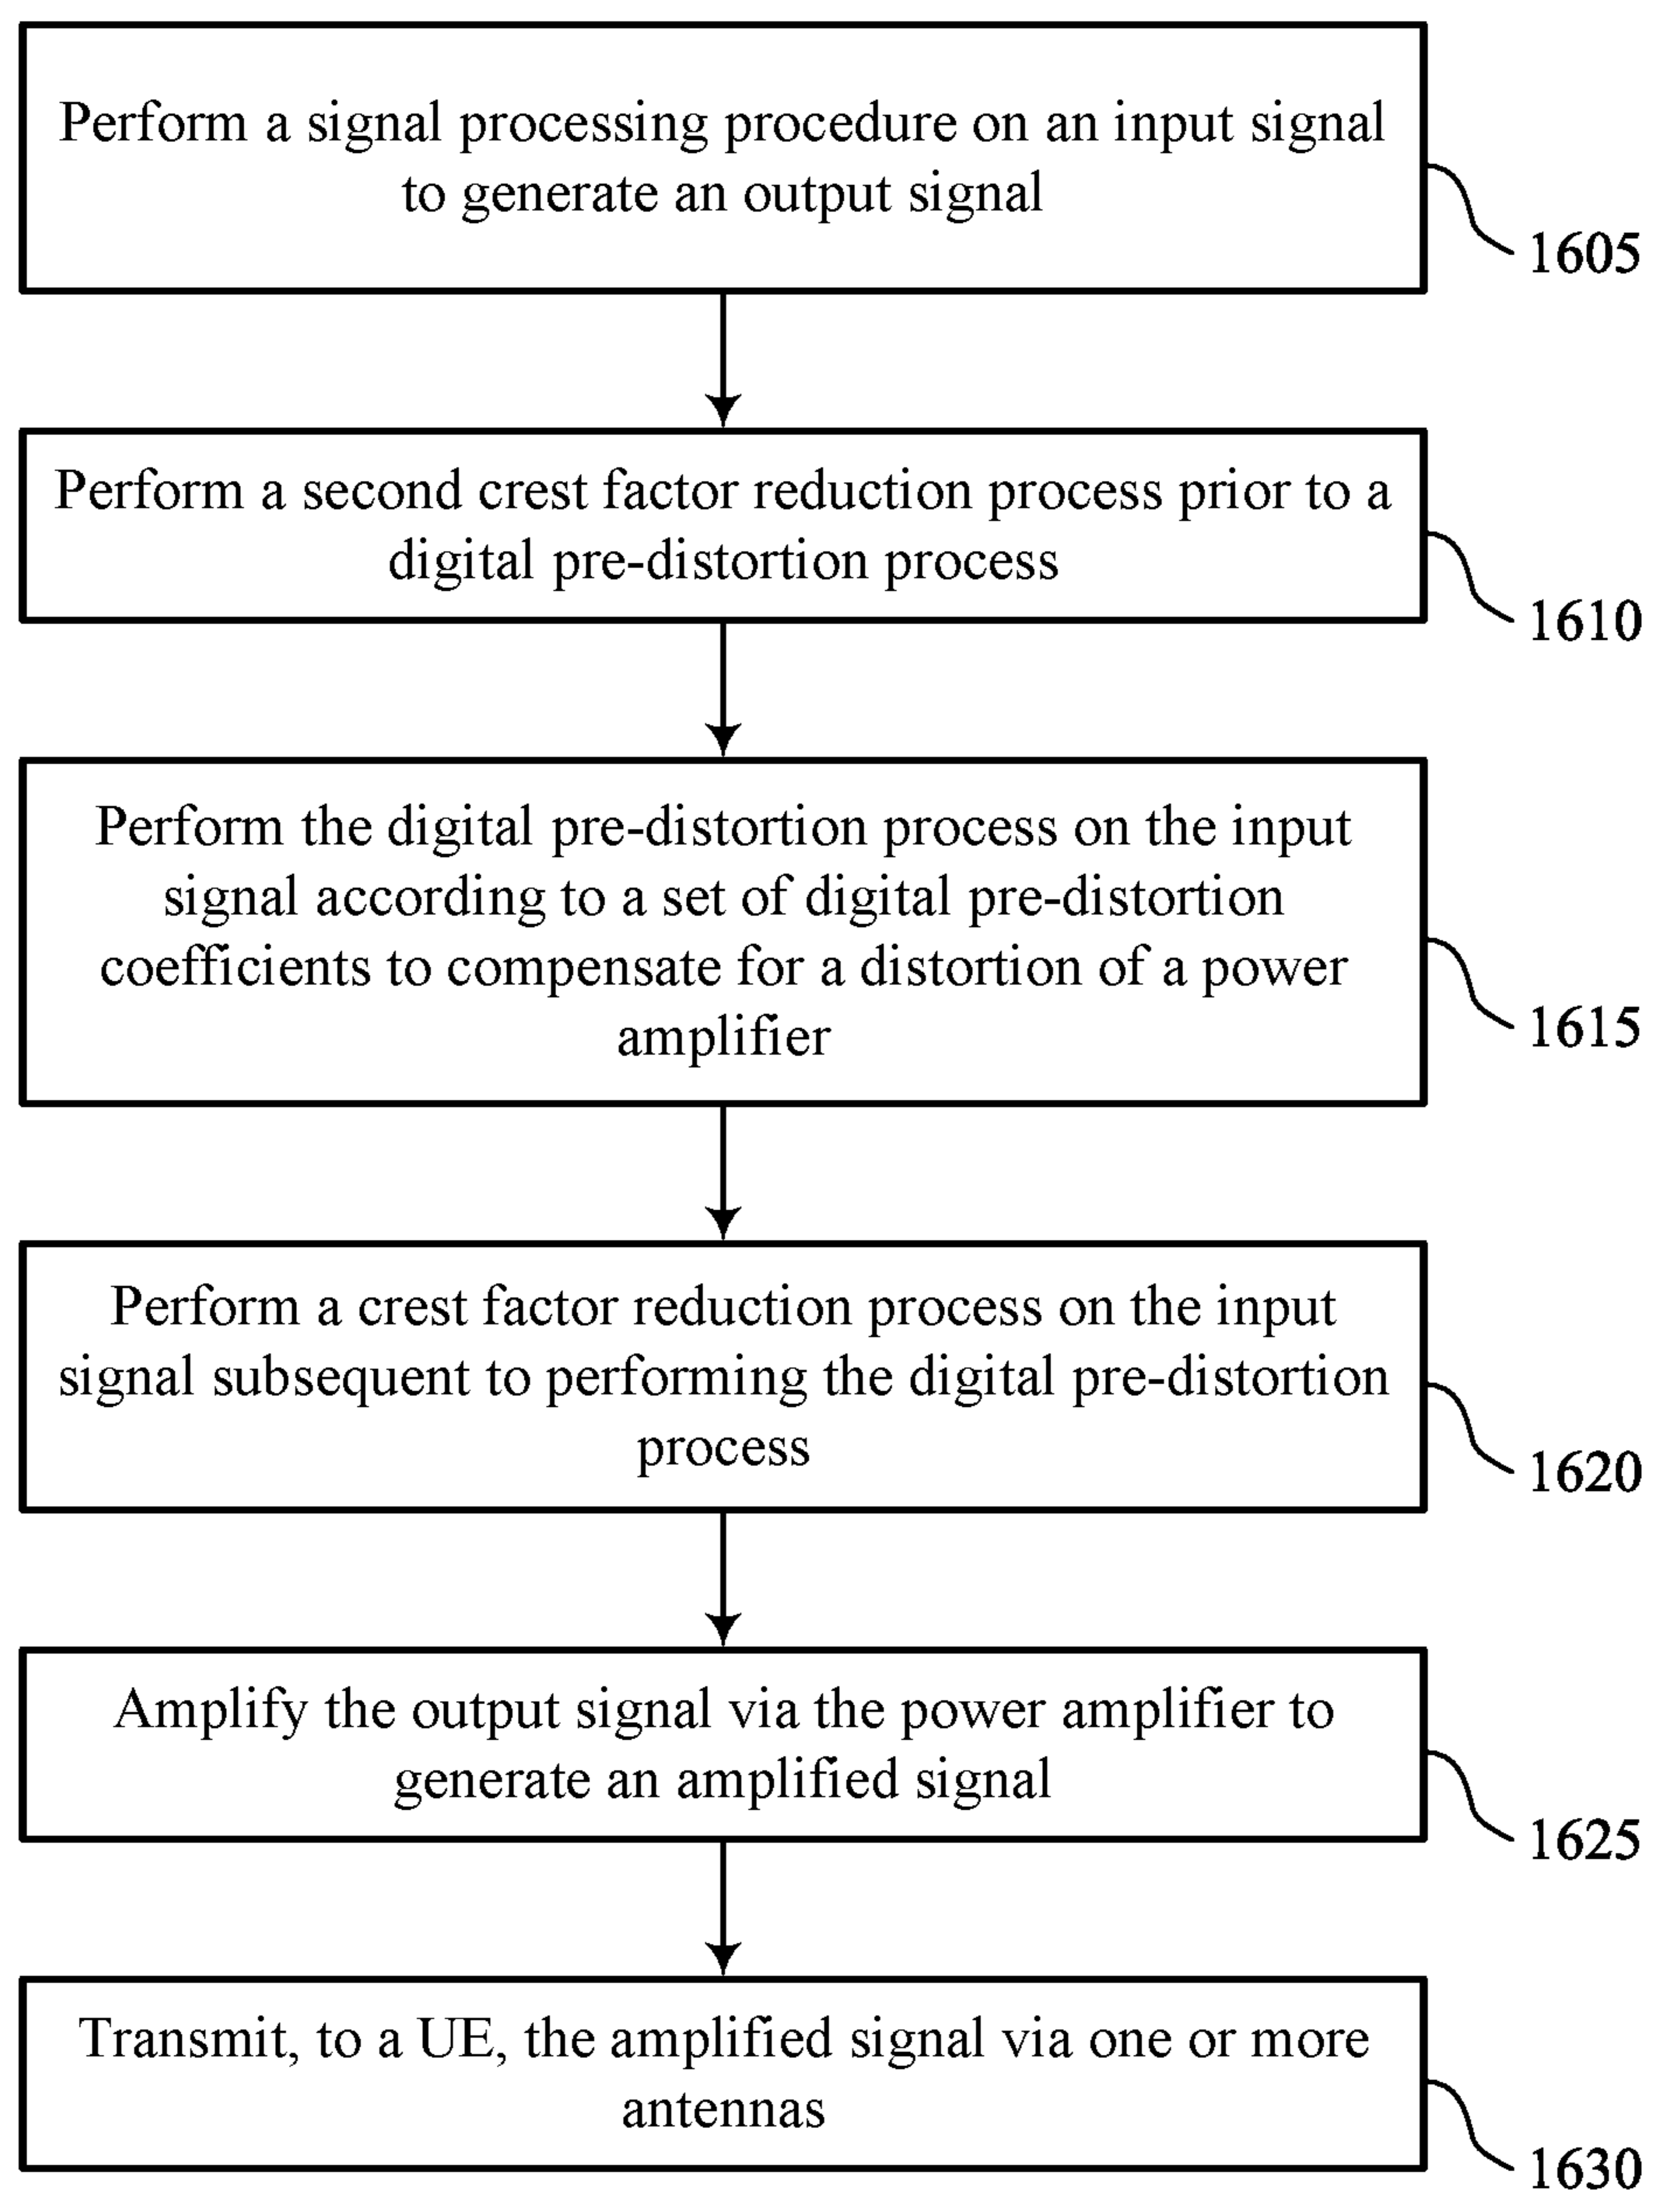 Perform a signal processing procedure on an input signal
to generate an output signal
1605
Perform a second crest factor reduction process prior to a
digital pre-distortion process
1610
Perform the digital pre-distortion process on the input
signal according to a set of digital pre-distortion
coefficients to compensate for a distortion of a power
amplifier
1615
Perform a crest factor reduction process on the input
signal subsequent to performing the digital pre-distortion
process
1620
Amplify the output signal via the power amplifier to
generate an amplified signal
1625
Transmit, to a UE, the amplified signal via one or more
antennas
1630